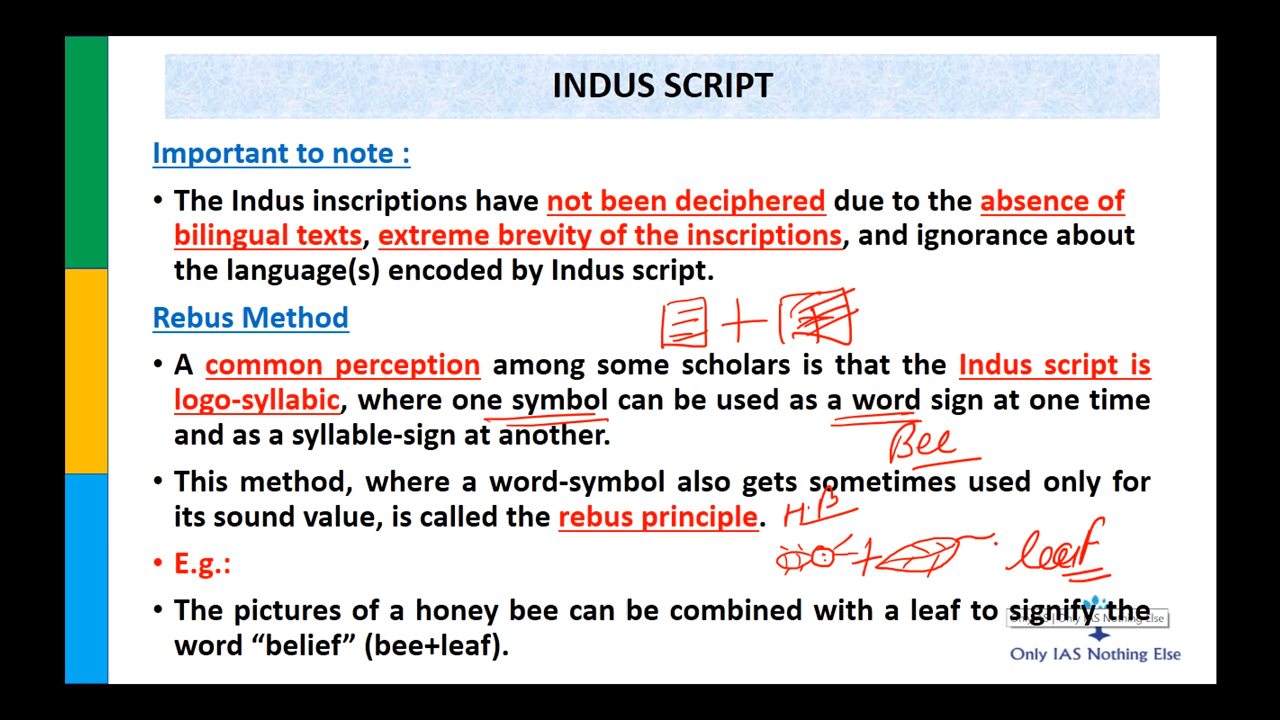 INDUS SCRIPT
Important to note :
• The Indus inscriptions have not been deciphered due to the absence of
bilingual texts, extreme brevity of the inscriptions, and ignorance about
the language(s) encoded by Indus script.
Rebus Method
• A common perception among some scholars is that the Indus script is
logo-syllabic, where one symbol can be used as a word sign at one time
and as a syllable-sign at another.
Bee
• This method, where a word-symbol also gets sometimes used only for
its sound value, is called the rebus principle.
H.B
+
leaf
• E.g.:
• The pictures of a honey bee can be combined with a leaf to signify the
word “belief” (bee+leaf).
Only IAS Nothing Else